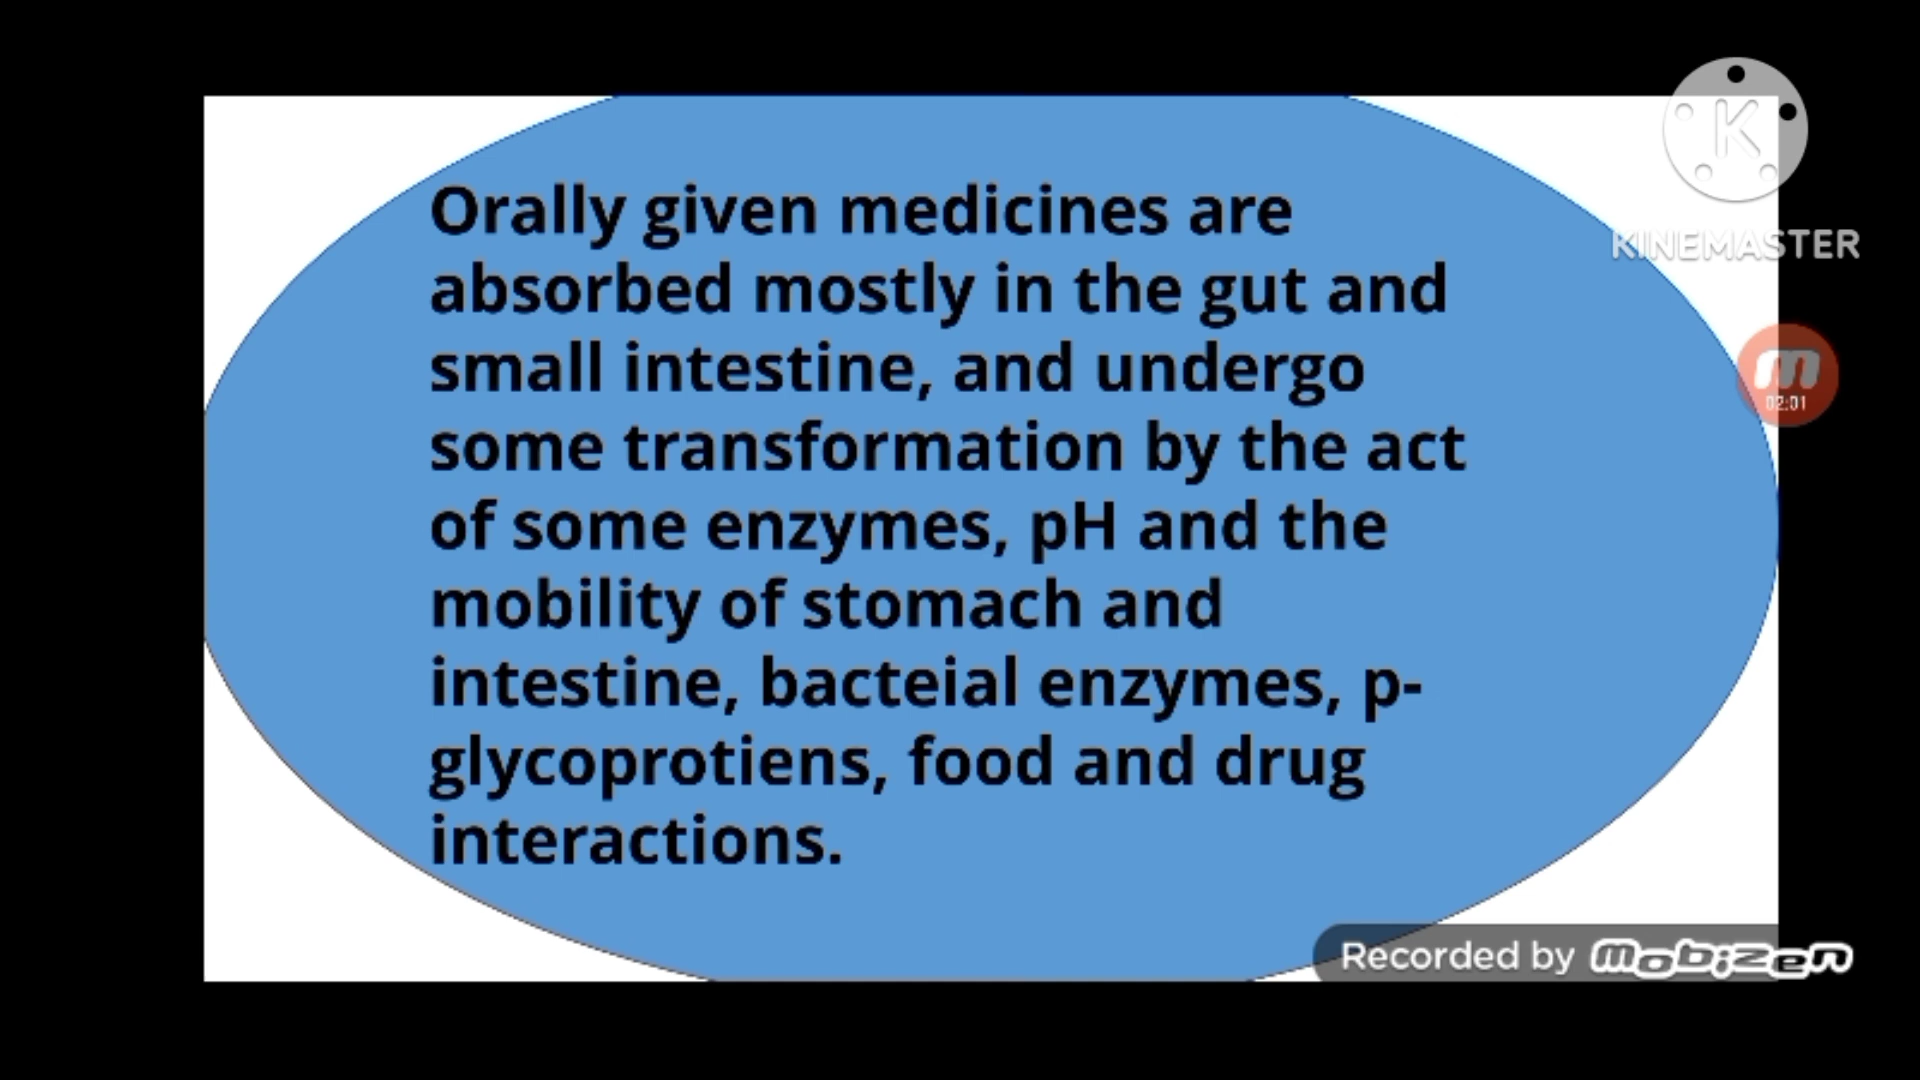 Orally given medicines are
absorbed mostly in the gut and
small intestine, and undergo
some transformation by the act
of some enzymes, pH and the
mobility of stomach and
intestine, bacteial enzymes, p-
glycoprotiens, food and drug
interactions.
K
KINEMASTER
m
02:01
Recorded by mobizen